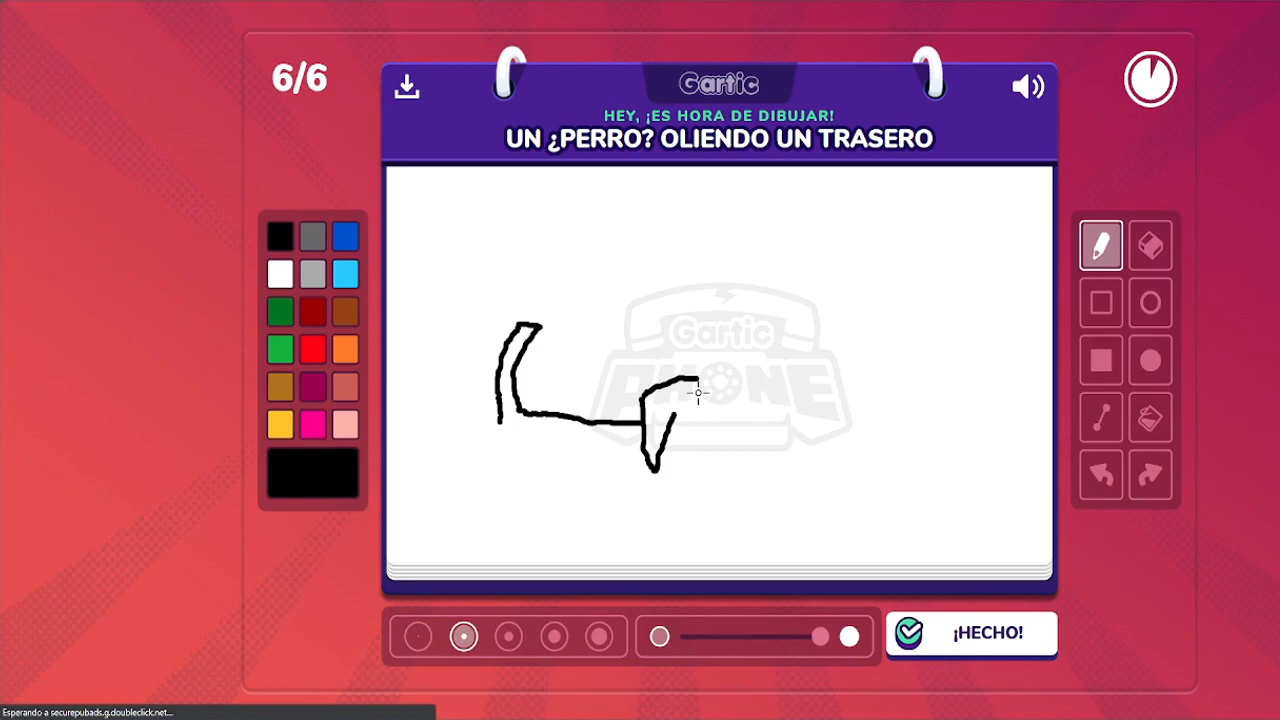 6/6
Gartic
HEY, ¡ES HORA DE DIBUJAR!
UN ¿PERRO? OLIENDO UN TRASERO
Gartic
PHONE
¡HECHO!
Esperando a securepubads.g.doubleclick.net...